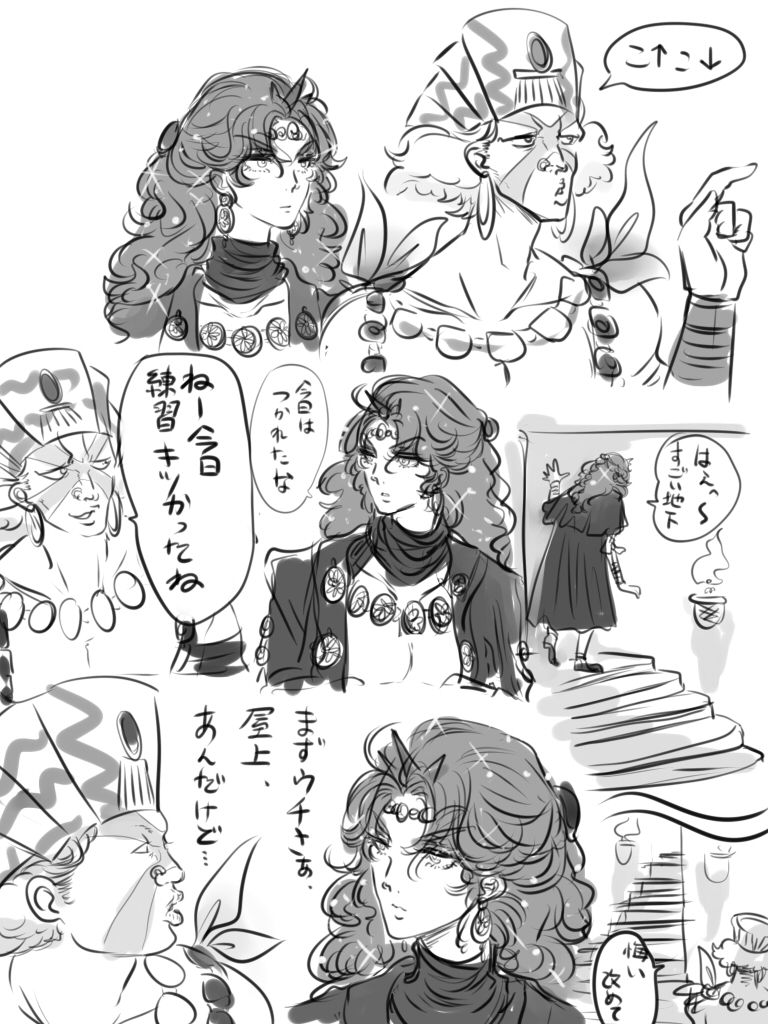 こ↑こ↓
はぇ〜
すごい地下
今日は
つかれたな
ねー今日
練習キツかったね
まずウチさぁ、
屋上、
あんだけど…
悔い
改めて